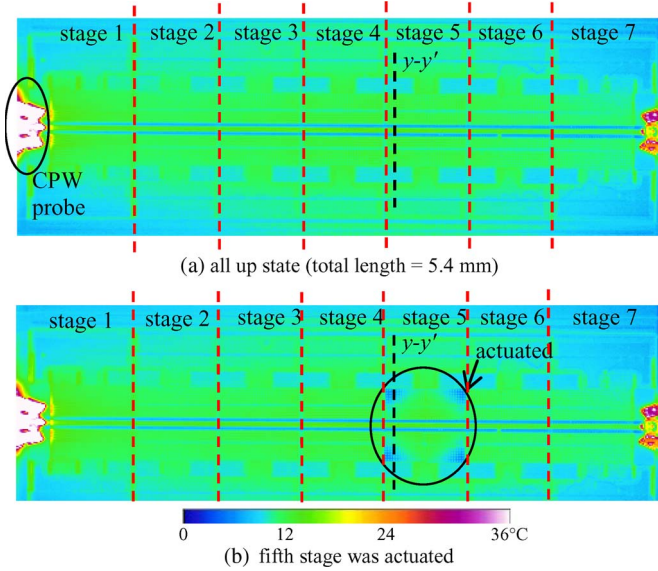 stage 1 stage 2 stage 3 stage 4 stage 5 stage 6 stage 7
y-y′
CPW
probe
(a) all up state (total length = 5.4 mm)
stage 1 stage 2 stage 3 stage 4 stage 5 stage 6 stage 7
y-y′ actuated
0 12 24 36°C
(b) fifth stage was actuated